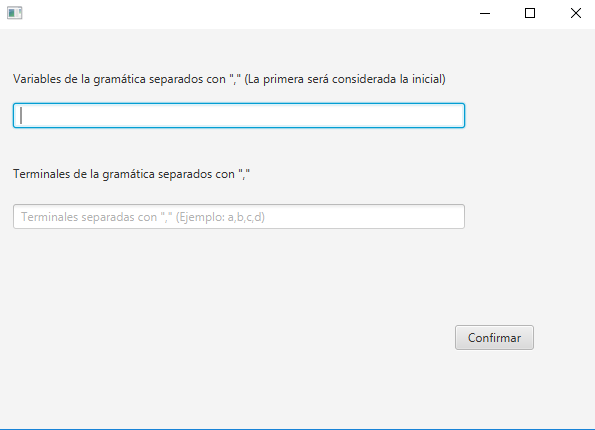 Variables de la gramática separados con "," (La primera será considerada la inicial)
Terminales de la gramática separados con ","
Terminales separadas con "," (Ejemplo: a,b,c,d)
Confirmar